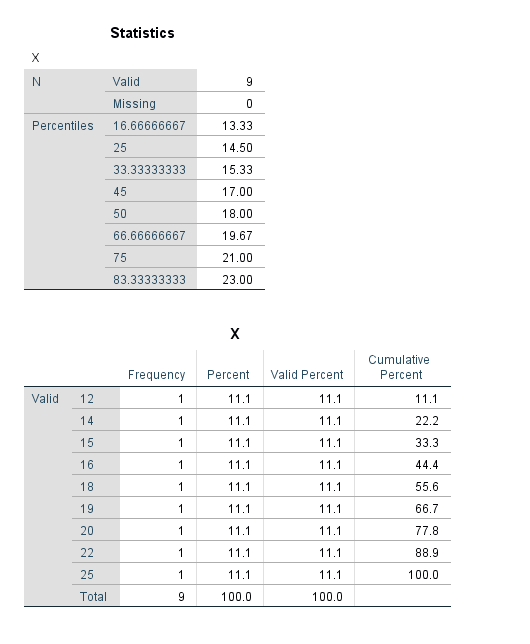 Statistics
X
N Valid 9
Missing 0
Percentiles 16.66666667 13.33
25 14.50
33.33333333 15.33
45 17.00
50 18.00
66.66666667 19.67
75 21.00
83.33333333 23.00
X
Frequency Percent Valid Percent Cumulative Percent
Valid 12 1 11.1 11.1 11.1
14 1 11.1 11.1 22.2
15 1 11.1 11.1 33.3
16 1 11.1 11.1 44.4
18 1 11.1 11.1 55.6
19 1 11.1 11.1 66.7
20 1 11.1 11.1 77.8
22 1 11.1 11.1 88.9
25 1 11.1 11.1 100.0
Total 9 100.0 100.0